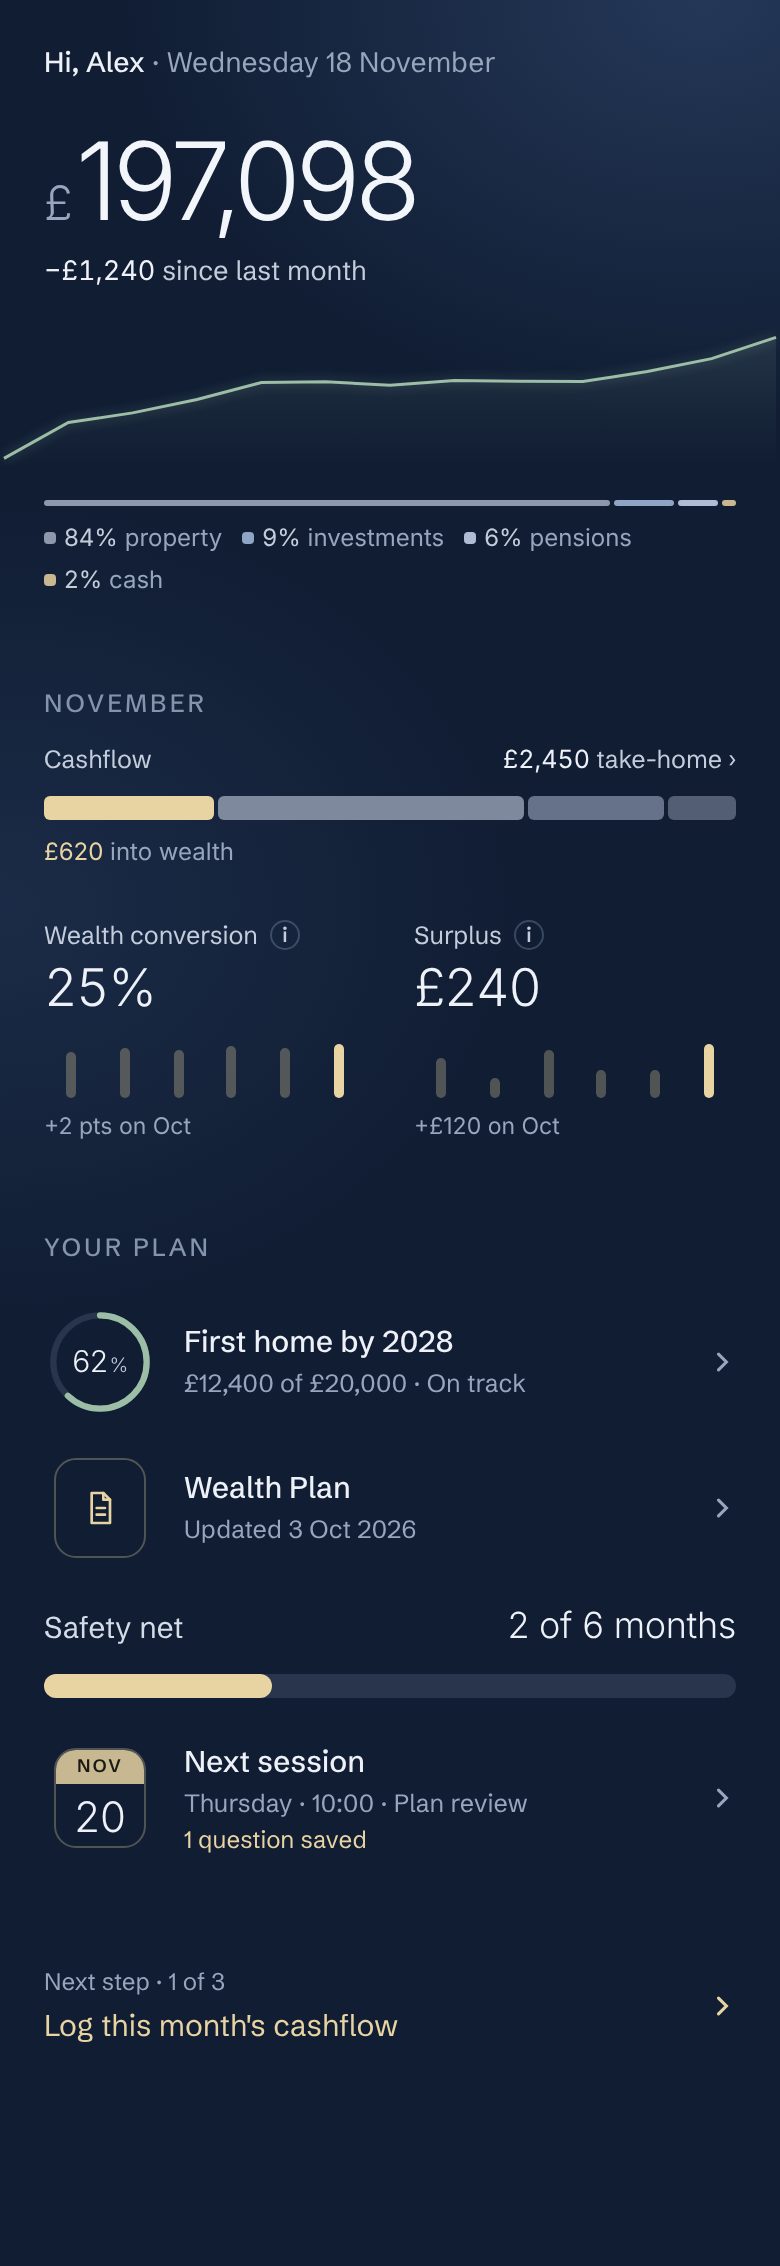 Hi, Alex · Wednesday 18 November
£197,098
−£1,240 since last month
84% property 9% investments 6% pensions
2% cash
NOVEMBER
Cashflow £2,450 take-home ›
£620 into wealth
Wealth conversion i Surplus i
25% £240
+2 pts on Oct +£120 on Oct
YOUR PLAN
62%
First home by 2028
£12,400 of £20,000 · On track
Wealth Plan
Updated 3 Oct 2026
Safety net 2 of 6 months
NOV
20
Next session
Thursday · 10:00 · Plan review
1 question saved
Next step · 1 of 3
Log this month's cashflow